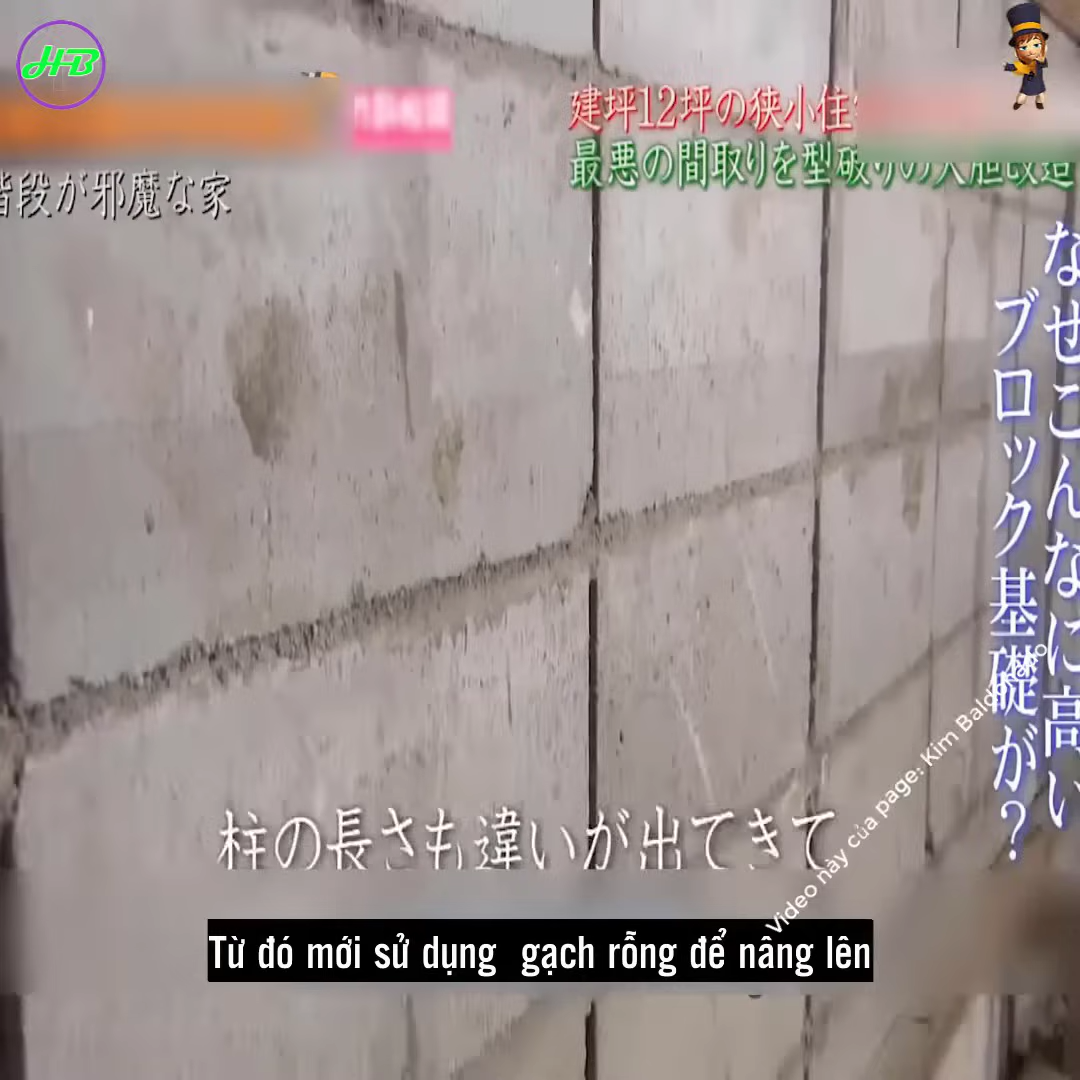 HB
建坪12坪の狭小住
最悪の間取りを型破りの大胆改造
階段が邪魔な家
なぜこんなに高い
ブロック基礎が？
柱の長さも違いが出てきて
Video này của page: Kim Bald
Từ đó mới sử dụng gạch rỗng để nâng lên